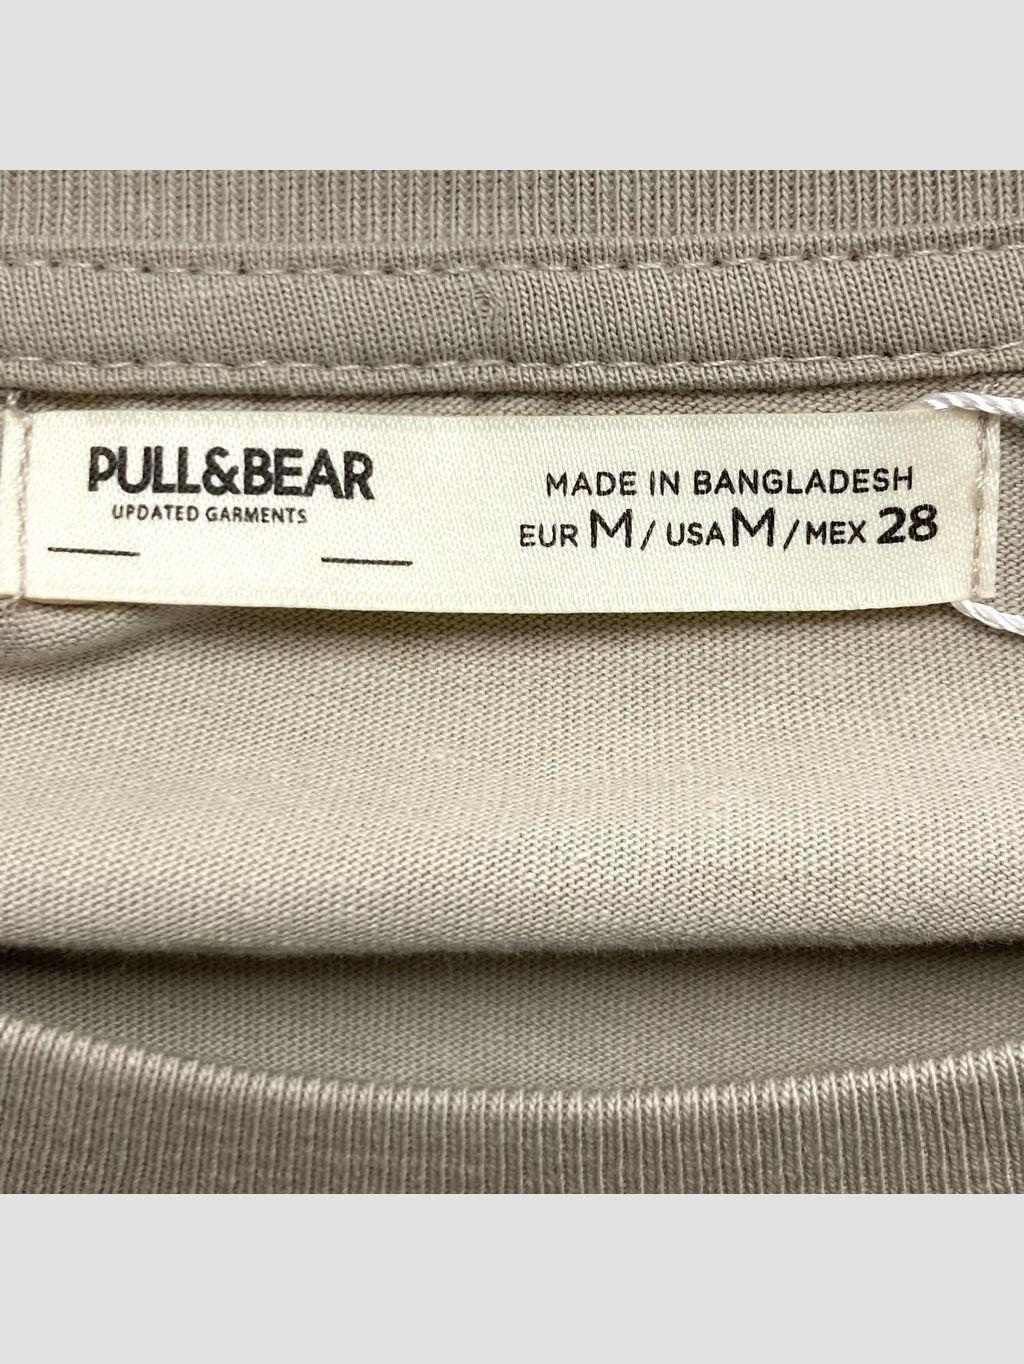 PULL&BEAR
UPDATED GARMENTS
MADE IN BANGLADESH
EUR M / USA M / MEX 28